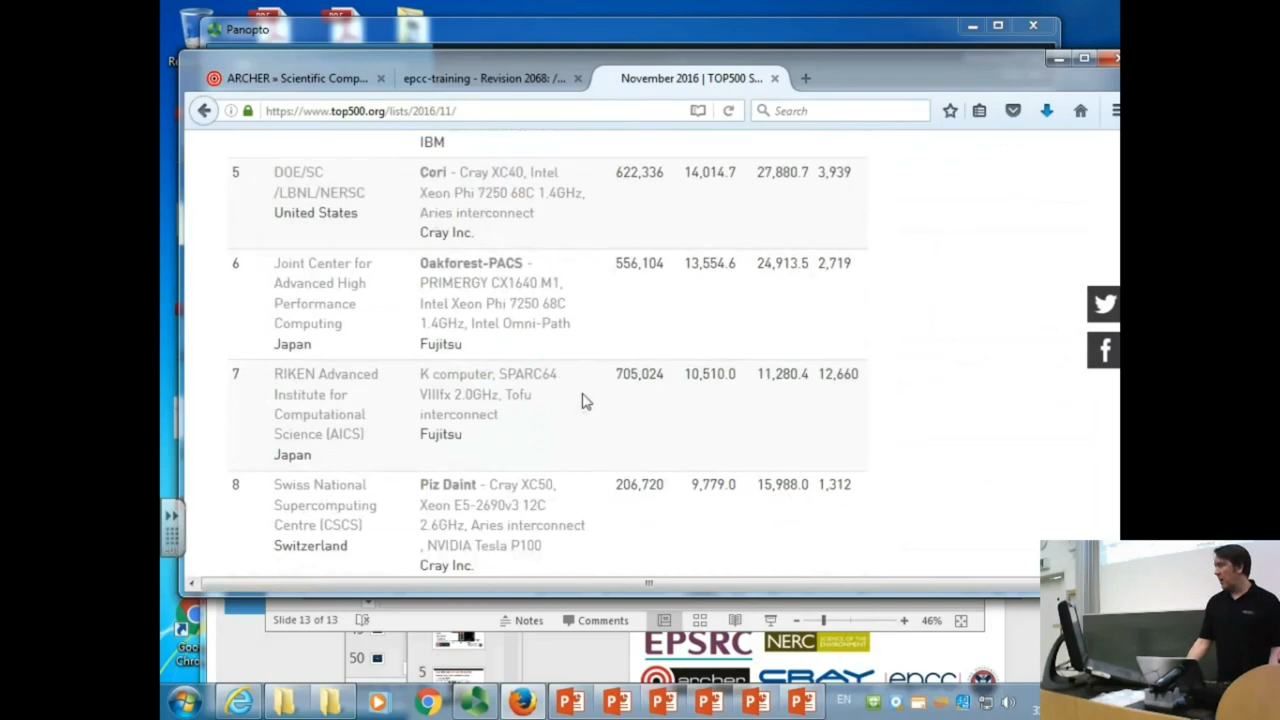 Panopto
ARCHER » Scientific Comp...
epcc-training - Revision 2068: /...
November 2016 | TOP500 S...
https://www.top500.org/lists/2016/11/
Search
IBM
5 DOE/SC Cori - Cray XC40, Intel 622,336 14,014.7 27,880.7 3,939
/LBNL/NERSC Xeon Phi 7250 68C 1.4GHz,
United States Aries interconnect
Cray Inc.
6 Joint Center for Oakforest-PACS - 556,104 13,554.6 24,913.5 2,719
Advanced High PRIMERGY CX1640 M1,
Performance Intel Xeon Phi 7250 68C
Computing 1.4GHz, Intel Omni-Path
Japan Fujitsu
7 RIKEN Advanced K computer, SPARC64 705,024 10,510.0 11,280.4 12,660
Institute for VIIIfx 2.0GHz, Tofu
Computational interconnect
Science (AICS) Fujitsu
Japan
8 Swiss National Piz Daint - Cray XC50, 206,720 9,779.0 15,988.0 1,312
Supercomputing Xeon E5-2690v3 12C
Centre (CSCS) 2.6GHz, Aries interconnect
Switzerland , NVIDIA Tesla P100
Cray Inc.
Slide 13 of 13
Notes
Comments
46%
50
5
EPSRC
NERC SCIENCE OF THE ENVIRONMENT
archer
CRAY
epcc
Goo
Chro
EN